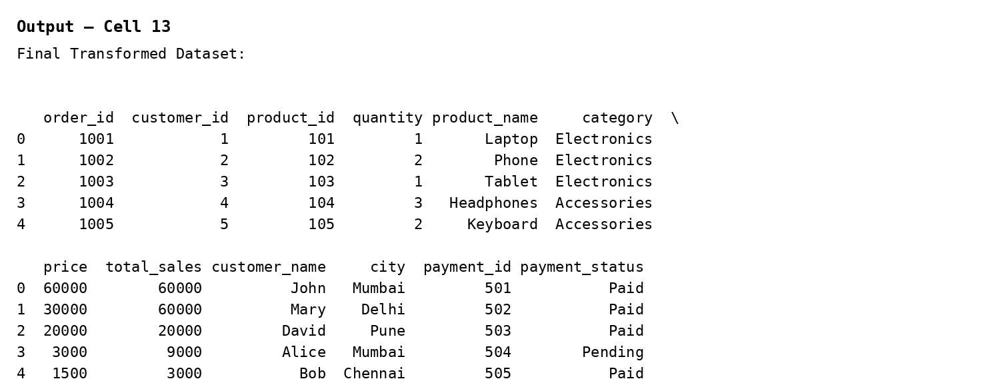 Output — Cell 13
Final Transformed Dataset:
   order_id  customer_id  product_id  quantity product_name     category  \
0      1001            1         101         1       Laptop  Electronics
1      1002            2         102         2        Phone  Electronics
2      1003            3         103         1       Tablet  Electronics
3      1004            4         104         3   Headphones  Accessories
4      1005            5         105         2     Keyboard  Accessories
   price  total_sales customer_name     city  payment_id payment_status
0  60000        60000          John   Mumbai         501           Paid
1  30000        60000          Mary    Delhi         502           Paid
2  20000        20000         David     Pune         503           Paid
3   3000         9000         Alice   Mumbai         504        Pending
4   1500         3000           Bob  Chennai         505           Paid